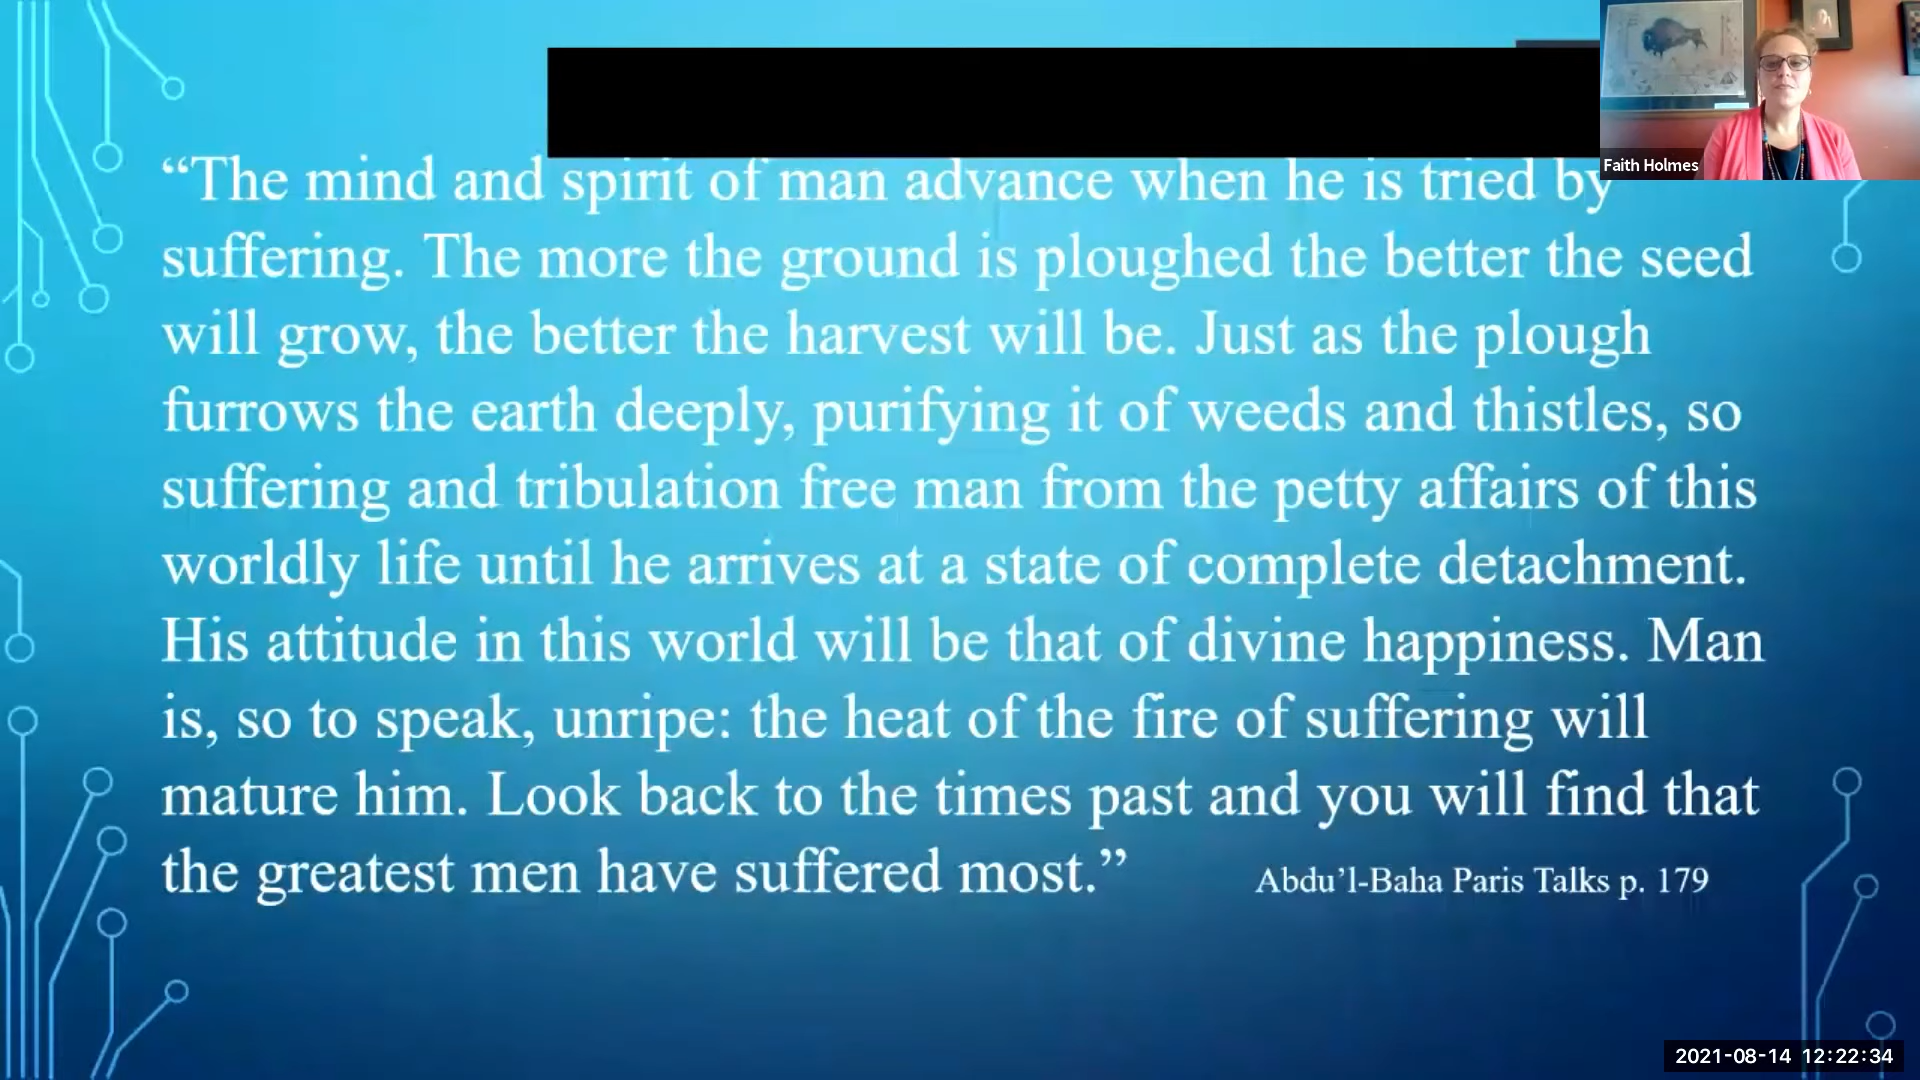 Faith Holmes
“The mind and spirit of man advance when he is tried by
suffering. The more the ground is ploughed the better the seed
will grow, the better the harvest will be. Just as the plough
furrows the earth deeply, purifying it of weeds and thistles, so
suffering and tribulation free man from the petty affairs of this
worldly life until he arrives at a state of complete detachment.
His attitude in this world will be that of divine happiness. Man
is, so to speak, unripe: the heat of the fire of suffering will
mature him. Look back to the times past and you will find that
the greatest men have suffered most.”
Abdu’l-Baha Paris Talks p. 179
2021-08-14 12:22:34